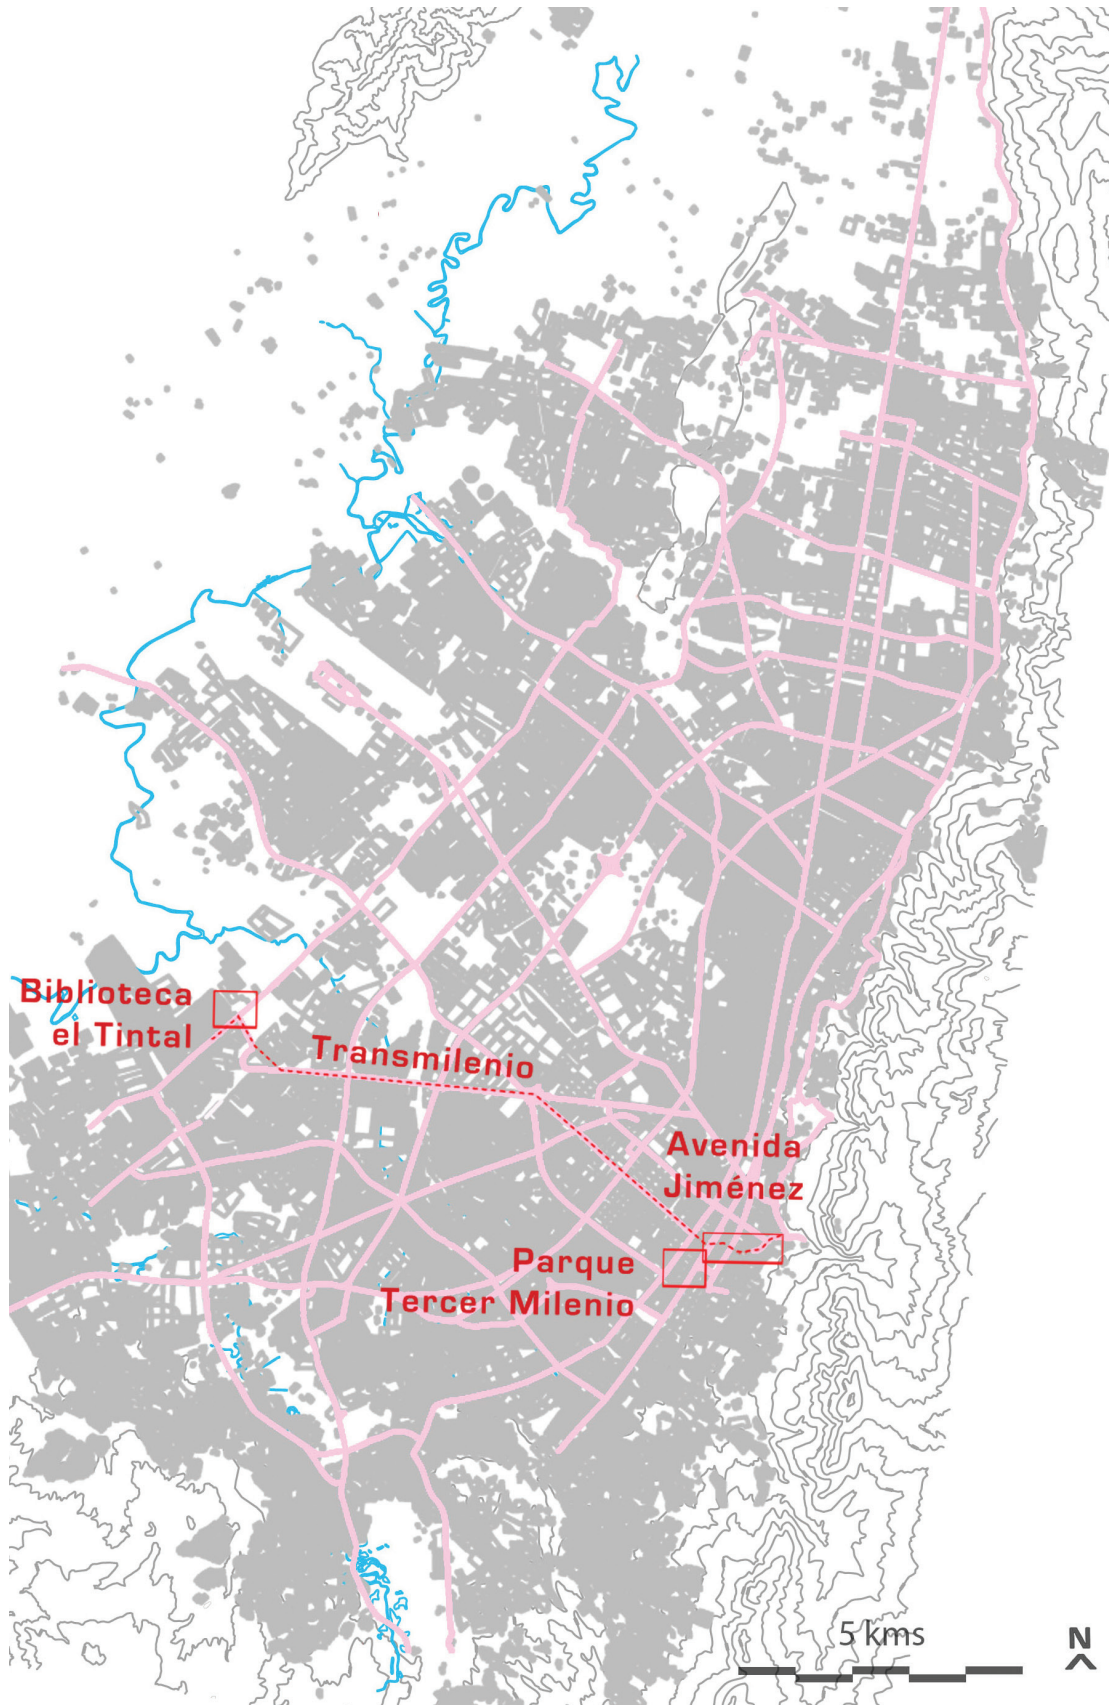 Biblioteca
el Tintal
Transmilenio
Avenida
Jiménez
Parque
Tercer Milenio
5 kms
N